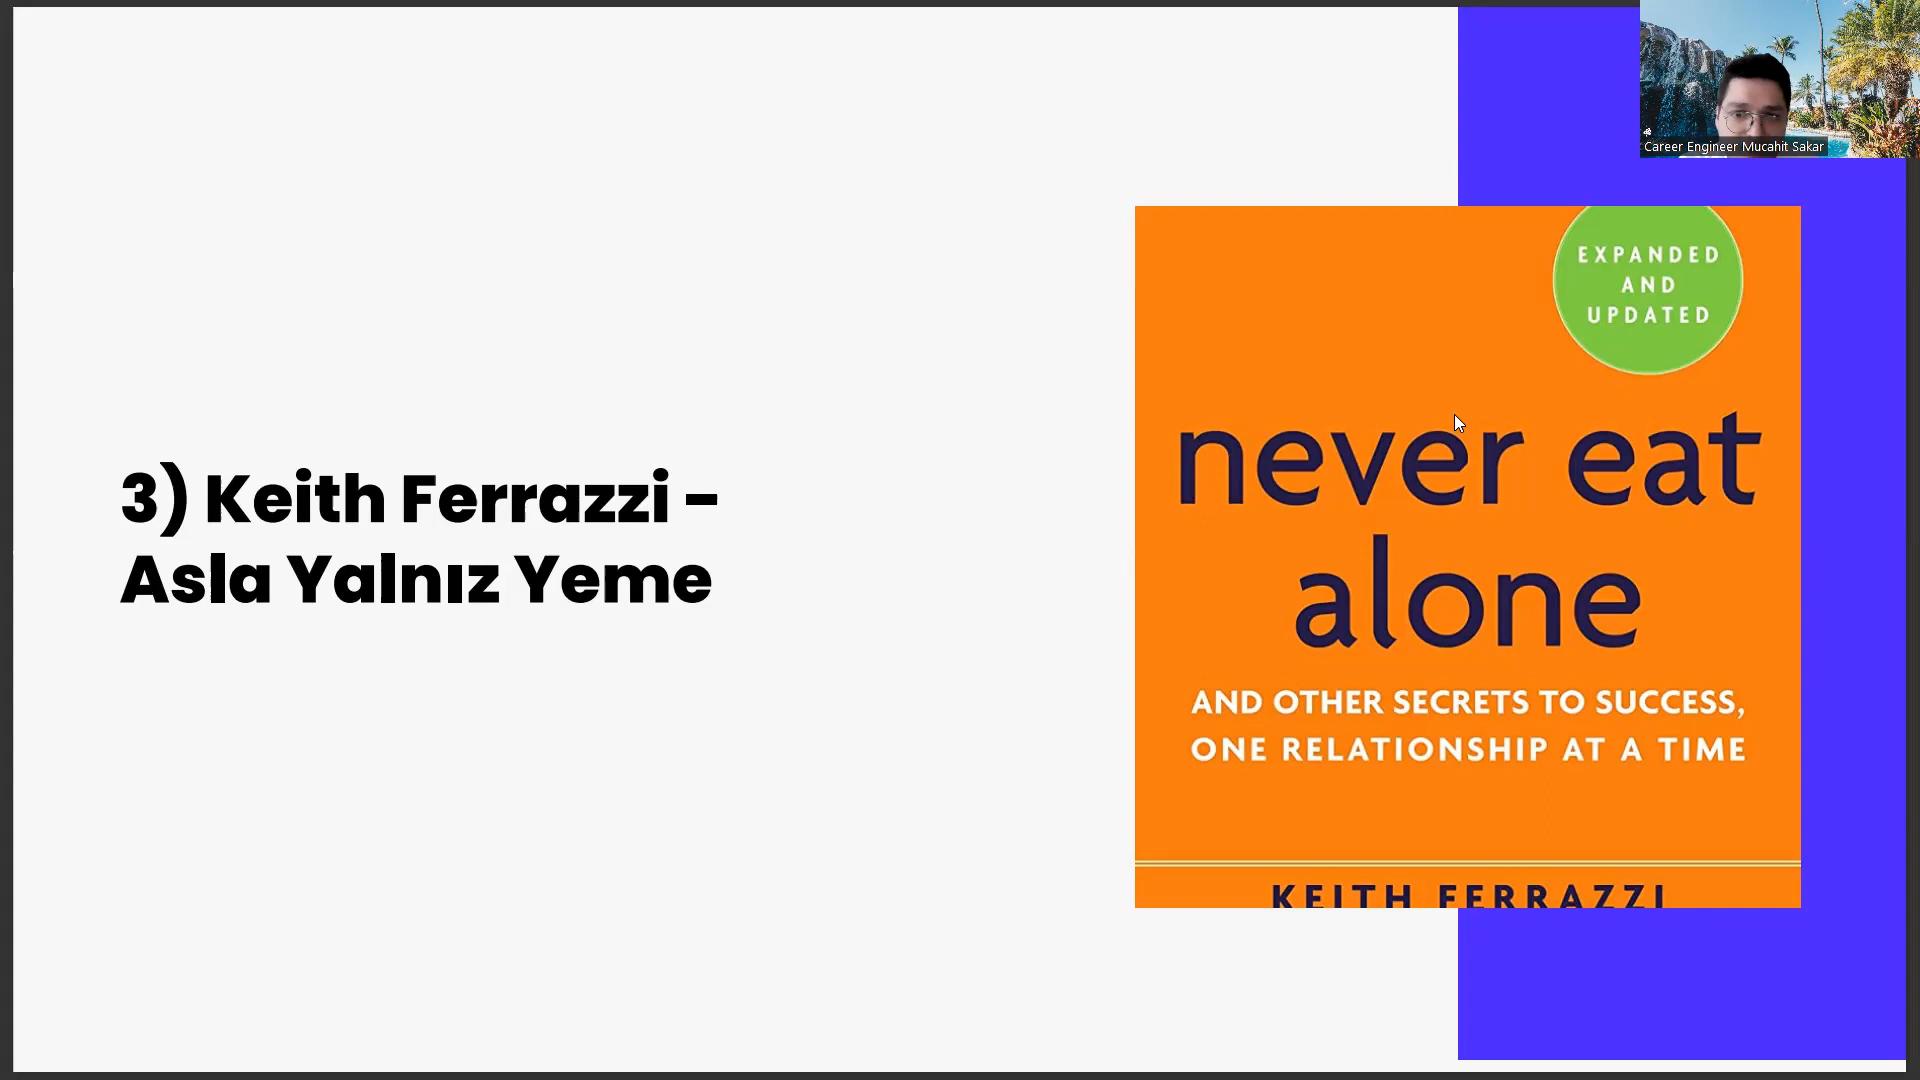 Career Engineer Mucahit Sakar
3) Keith Ferrazzi –
Asla Yalnız Yeme
EXPANDED
AND
UPDATED
never eat
alone
AND OTHER SECRETS TO SUCCESS,
ONE RELATIONSHIP AT A TIME
KEITH FERRAZZI